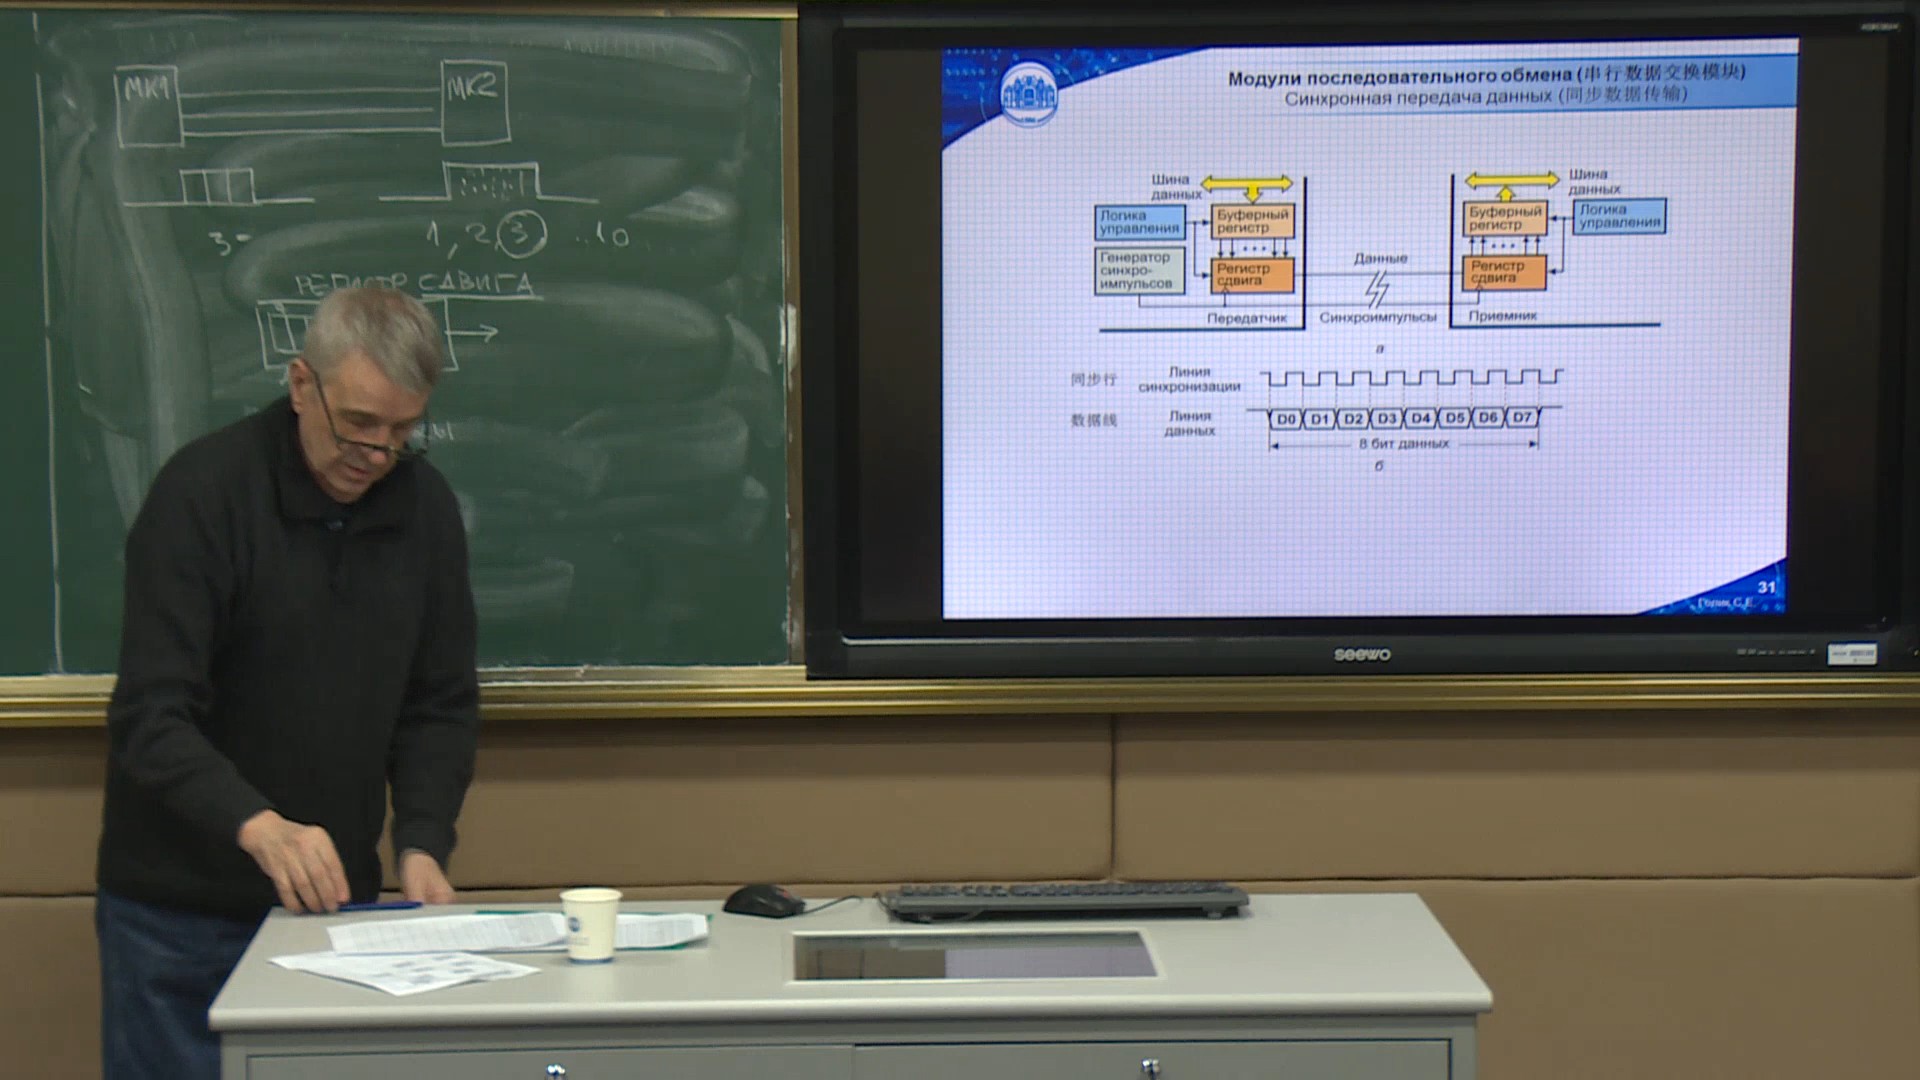 МК1
МК2
3
1, 2, 3, ..10
РЕГИСТР СДВИГА
Модули последовательного обмена (串行数据交换模块)
Синхронная передача данных (同步数据传输)
Шина
данных
Логика
управления
Буферный
регистр
Генератор
синхро-
импульсов
Регистр
сдвига
Передатчик
Данные
Синхроимпульсы
Шина
данных
Буферный
регистр
Логика
управления
Регистр
сдвига
Приемник
а
同步行
Линия
синхронизации
数据线
Линия
данных
D0 D1 D2 D3 D4 D5 D6 D7
8 бит данных
б
31
Голик С.Е.
seewo